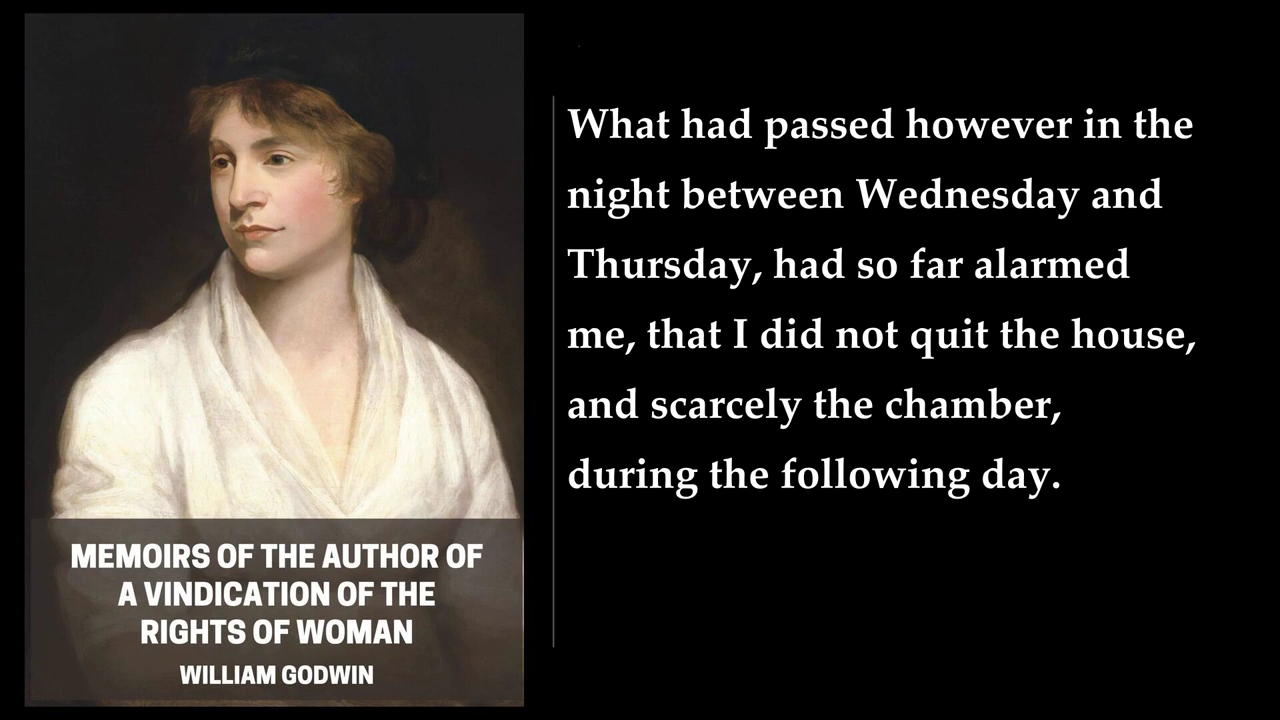 MEMOIRS OF THE AUTHOR OF
A VINDICATION OF THE
RIGHTS OF WOMAN
WILLIAM GODWIN
What had passed however in the
night between Wednesday and
Thursday, had so far alarmed
me, that I did not quit the house,
and scarcely the chamber,
during the following day.